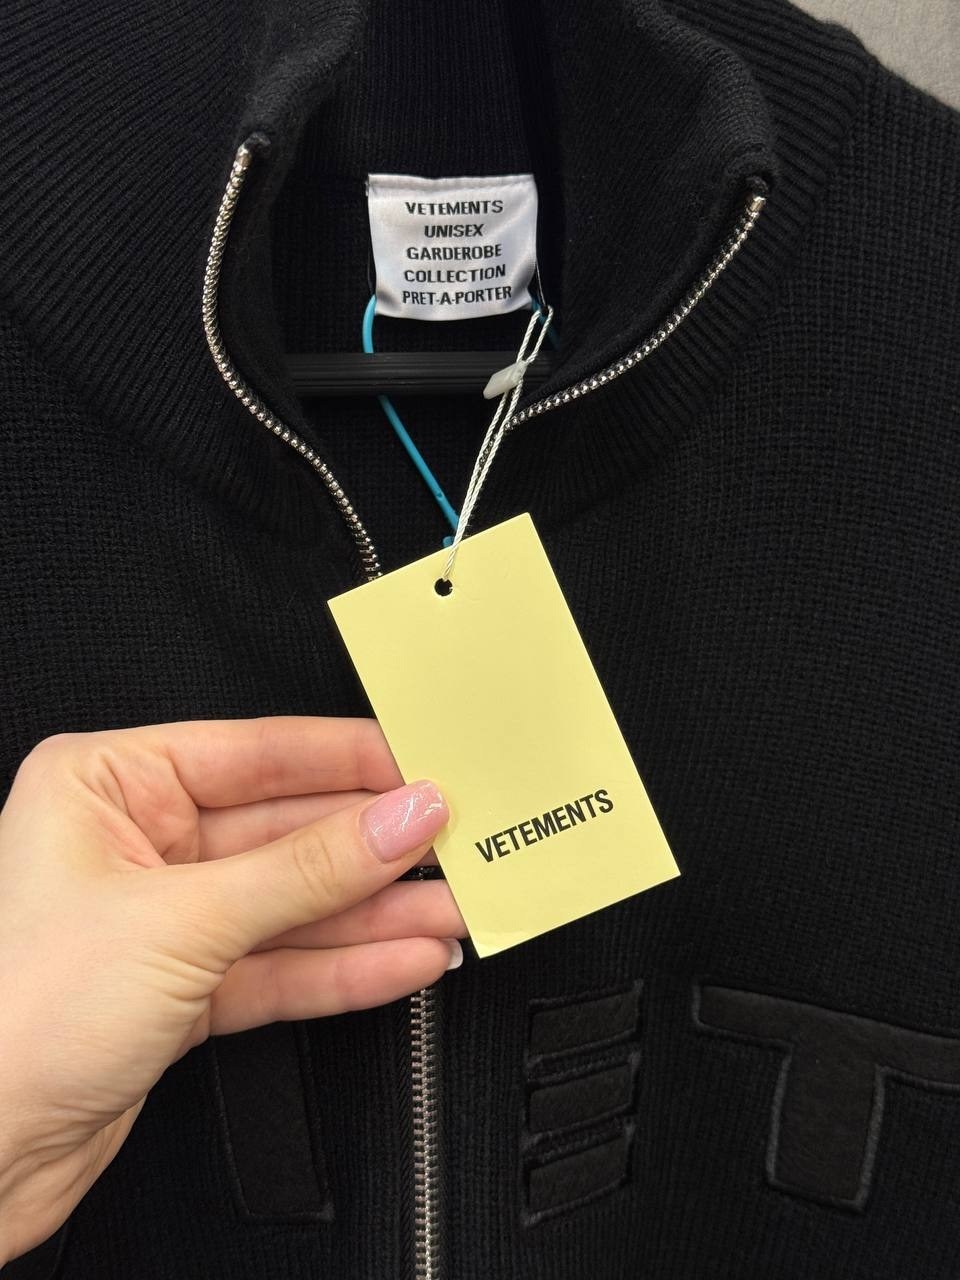 VETEMENTS
UNISEX
GARDEROBE
COLLECTION
PRET-A-PORTER
VETEMENTS